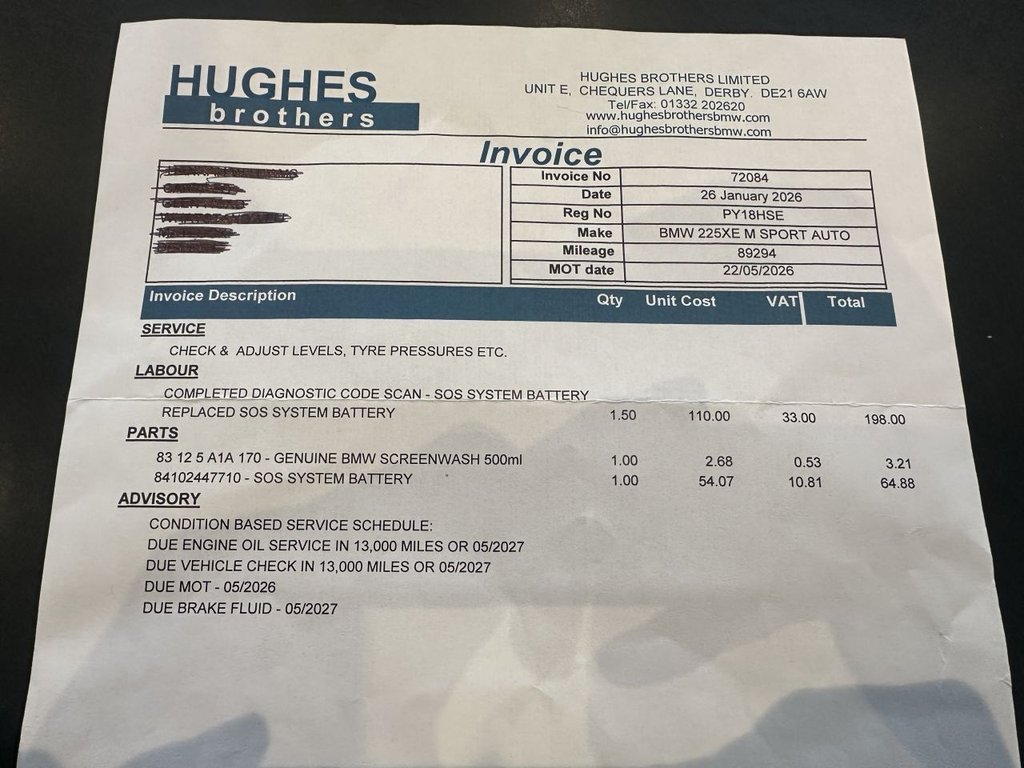 HUGHES
brothers
HUGHES BROTHERS LIMITED
UNIT E, CHEQUERS LANE, DERBY. DE21 6AW
Tel/Fax: 01332 202620
www.hughesbrothersbmw.com
info@hughesbrothersbmw.com
Invoice
Invoice No 72084
Date 26 January 2026
Reg No PY18HSE
Make BMW 225XE M SPORT AUTO
Mileage 89294
MOT date 22/05/2026
Invoice Description Qty Unit Cost VAT Total
SERVICE
CHECK & ADJUST LEVELS, TYRE PRESSURES ETC.
LABOUR
COMPLETED DIAGNOSTIC CODE SCAN - SOS SYSTEM BATTERY
REPLACED SOS SYSTEM BATTERY 1.50 110.00 33.00 198.00
PARTS
83 12 5 A1A 170 - GENUINE BMW SCREENWASH 500ml 1.00 2.68 0.53 3.21
84102447710 - SOS SYSTEM BATTERY 1.00 54.07 10.81 64.88
ADVISORY
CONDITION BASED SERVICE SCHEDULE:
DUE ENGINE OIL SERVICE IN 13,000 MILES OR 05/2027
DUE VEHICLE CHECK IN 13,000 MILES OR 05/2027
DUE MOT - 05/2026
DUE BRAKE FLUID - 05/2027